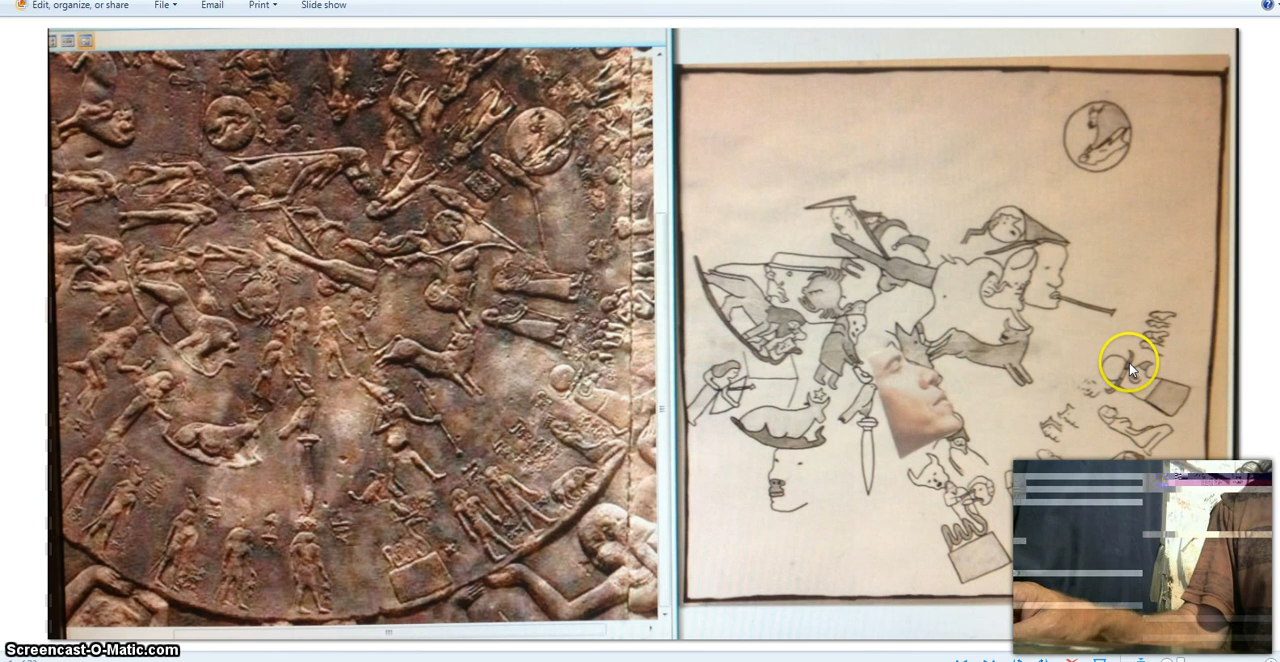 Edit, organize, or share File Email Print Slide show
Screencast-O-Matic.com